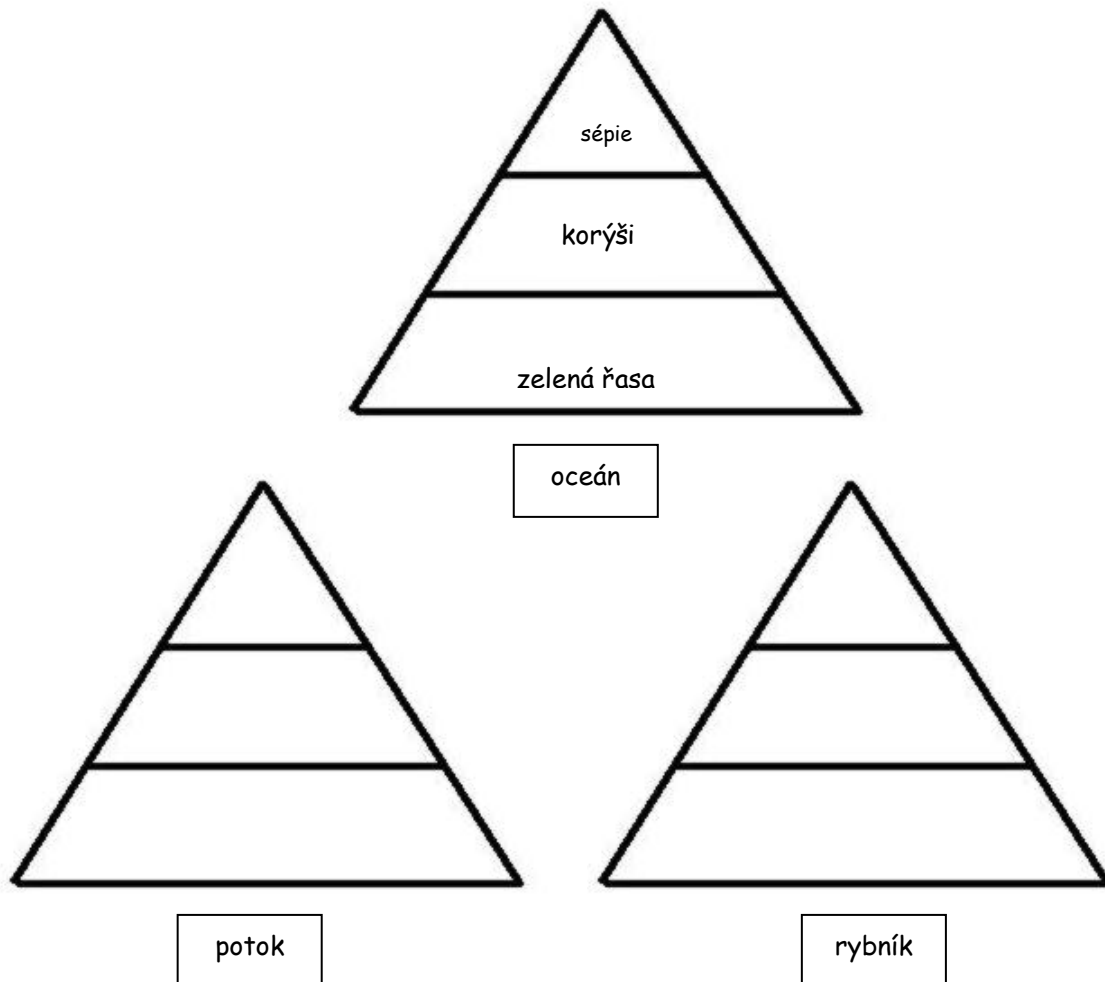 sépie
korýši
zelená řasa
oceán
potok
rybník